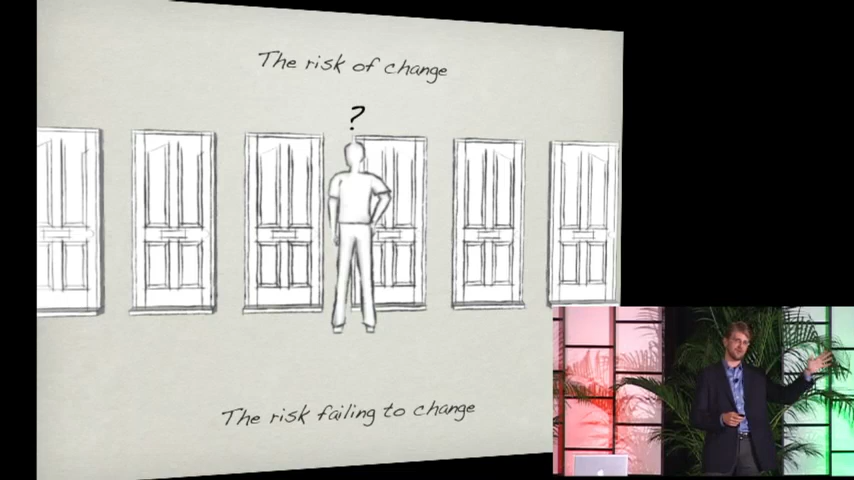 The risk of change
?
The risk failing to change